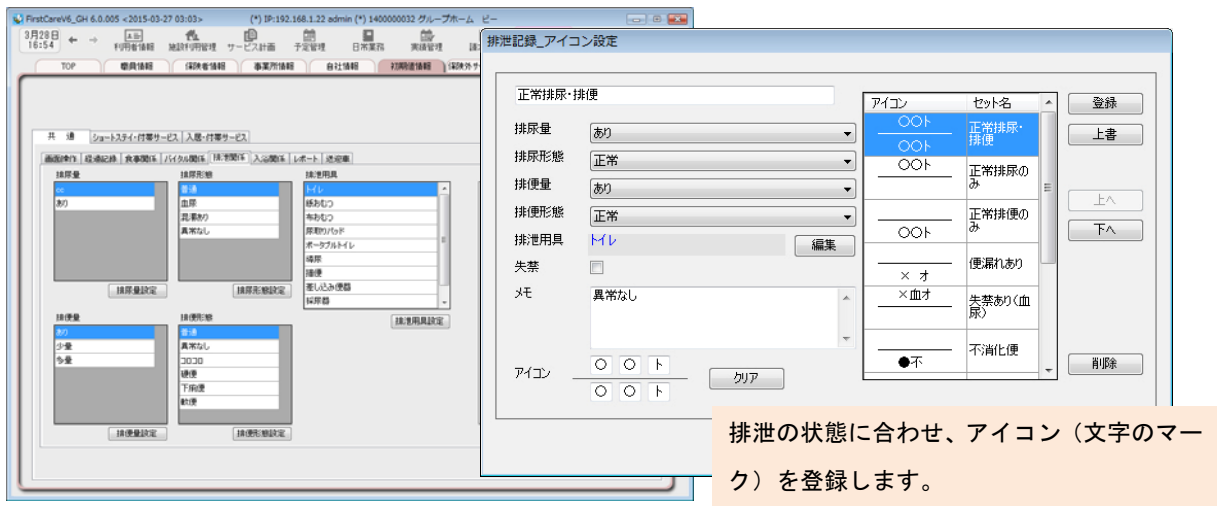 FirstCareV6_GH 6.0.005 <2015-03-27 03:03> (*) IP:192.168.1.22 admin (*) 1400000032 グループホーム ビー
3月28日
16:54
← → 利用者情報 施設利用管理 サービス計画 予定管理 日常業務 実績管理
TOP 職員情報 保険者情報 事業所情報 自社情報 初期値情報 保険外サ
共 通 ショートステイ・付帯サービス 入居・付帯サービス
画面操作 経過記録 食事関係 バイタル関係 排泄関係 入浴関係 レポート 送迎車
排尿量 排尿形態 排泄用具
cc 普通 トイレ
あり 血尿 紙おむつ
混濁あり 布おむつ
異常なし 尿取りパッド
ポータブルトイレ
導尿
摘便
差し込み便器
採尿器
排尿量設定 排尿形態設定
排泄用具設定
排便量 排便形態
あり 普通
少量 異常なし
多量 コロコロ
硬便
下痢便
軟便
排便量設定 排便形態設定
排泄記録_アイコン設定
正常排尿・排便
排尿量 あり
排尿形態 正常
排便量 あり
排便形態 正常
排泄用具 トイレ 編集
失禁
メモ 異常なし
アイコン ○ ○ ト
○ ○ ト
クリア
アイコン セット名
○○ト 正常排尿・
○○ト 排便
○○ト 正常排尿の
み
正常排便の
○○ト み
便漏れあり
× オ
×血オ 失禁あり(血
尿)
不消化便
●不
登録
上書
上へ
下へ
削除
排泄の状態に合わせ、アイコン(文字のマー
ク)を登録します。